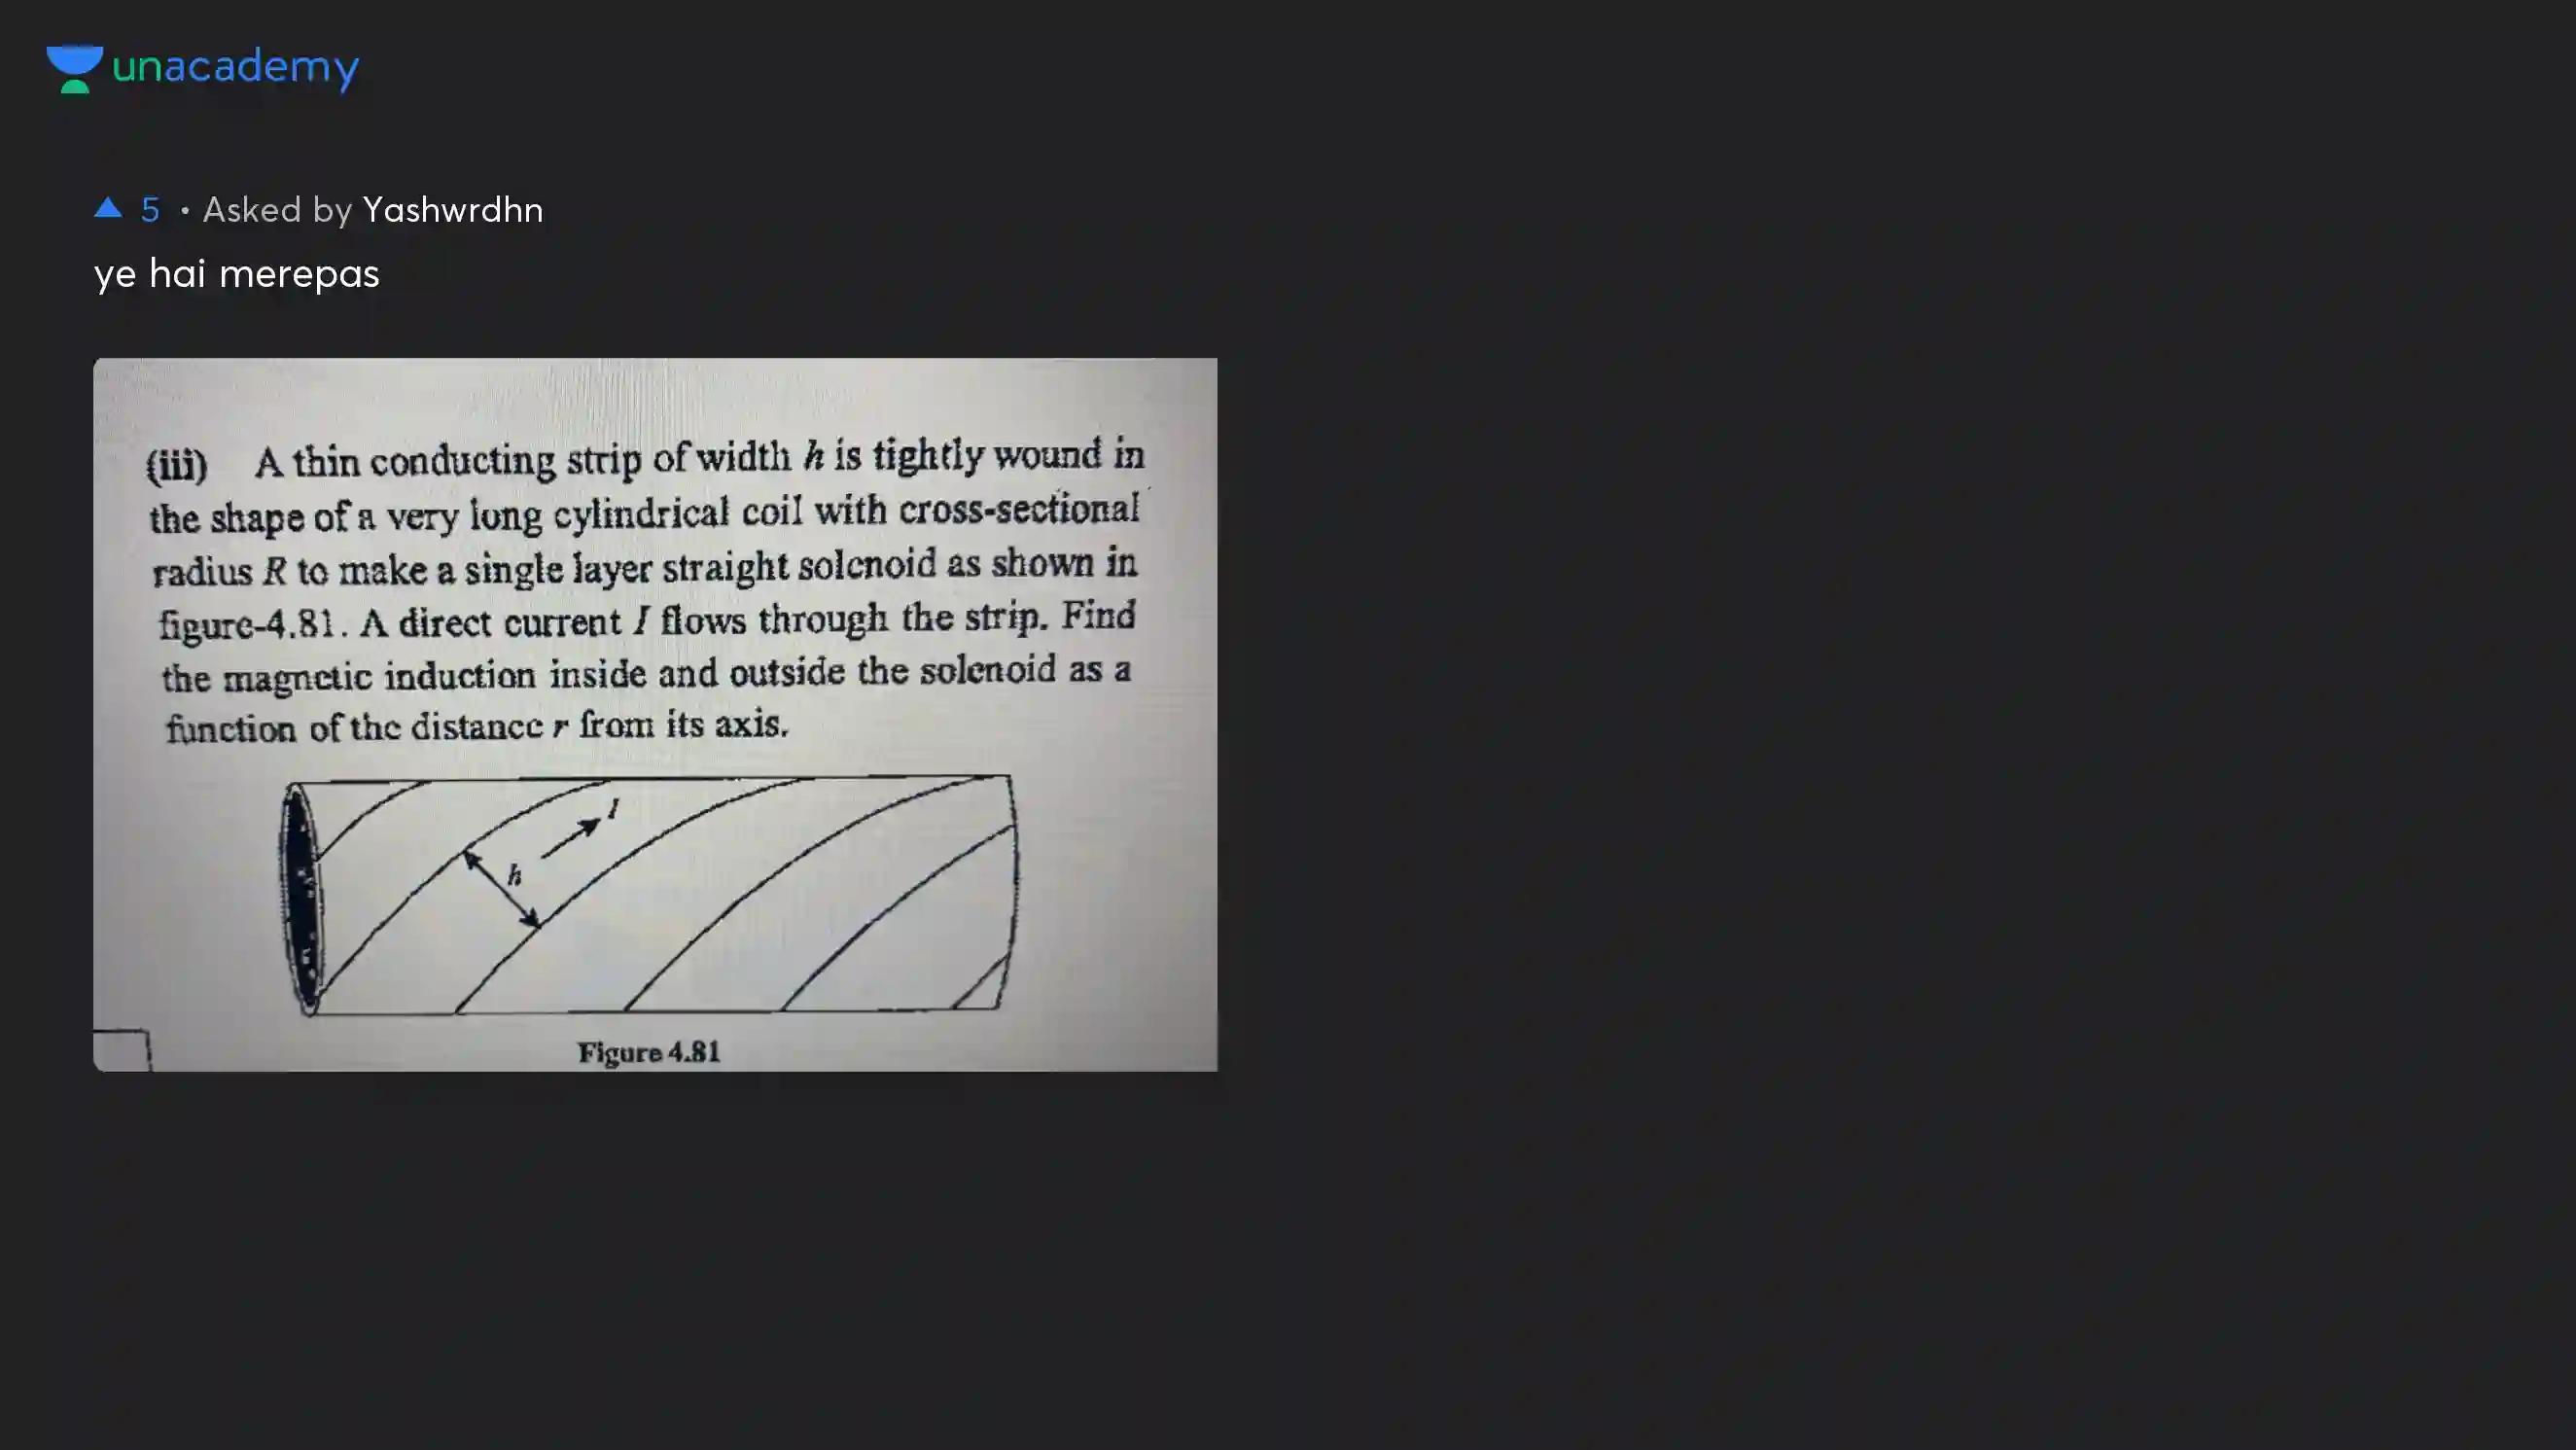 unacademy
▲ 5 • Asked by Yashwrdhn
ye hai merepas
(iii) A thin conducting strip of width h is tightly wound in
the shape of a very long cylindrical coil with cross-sectional
radius R to make a single layer straight solenoid as shown in
figure-4.81. A direct current I flows through the strip. Find
the magnetic induction inside and outside the solenoid as a
function of the distance r from its axis.
I
h
Figure 4.81